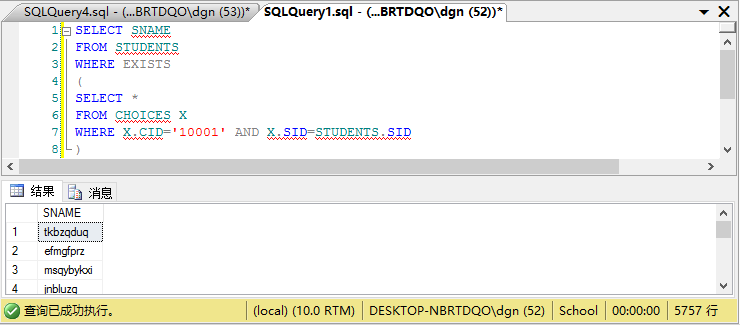 SQLQuery4.sql - (...BRTDQO\dgn (53))* SQLQuery1.sql - (...BRTDQO\dgn (52))*
1 SELECT SNAME
2 FROM STUDENTS
3 WHERE EXISTS
4 (
5 SELECT *
6 FROM CHOICES X
7 WHERE X.CID='10001' AND X.SID=STUDENTS.SID
8 )
结果 消息
SNAME
1 tkbzqduq
2 efmgfprz
3 msqybykxi
4 jnbluzg
查询已成功执行。 (local) (10.0 RTM) DESKTOP-NBRTDQO\dgn (52) School 00:00:00 5757 行